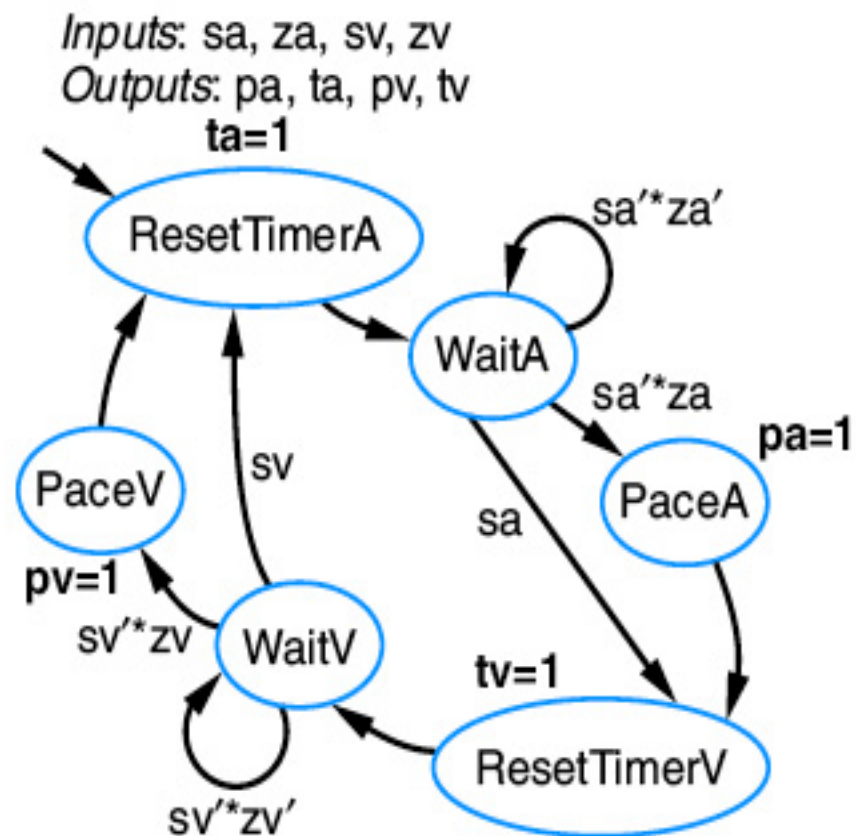 Inputs: sa, za, sv, zv
Outputs: pa, ta, pv, tv
ta=1
ResetTimerA
sa′*za′
WaitA
sa′*za
pa=1
PaceA
sa
sv
PaceV
pv=1
sv′*zv
WaitV
tv=1
ResetTimerV
sv′*zv′